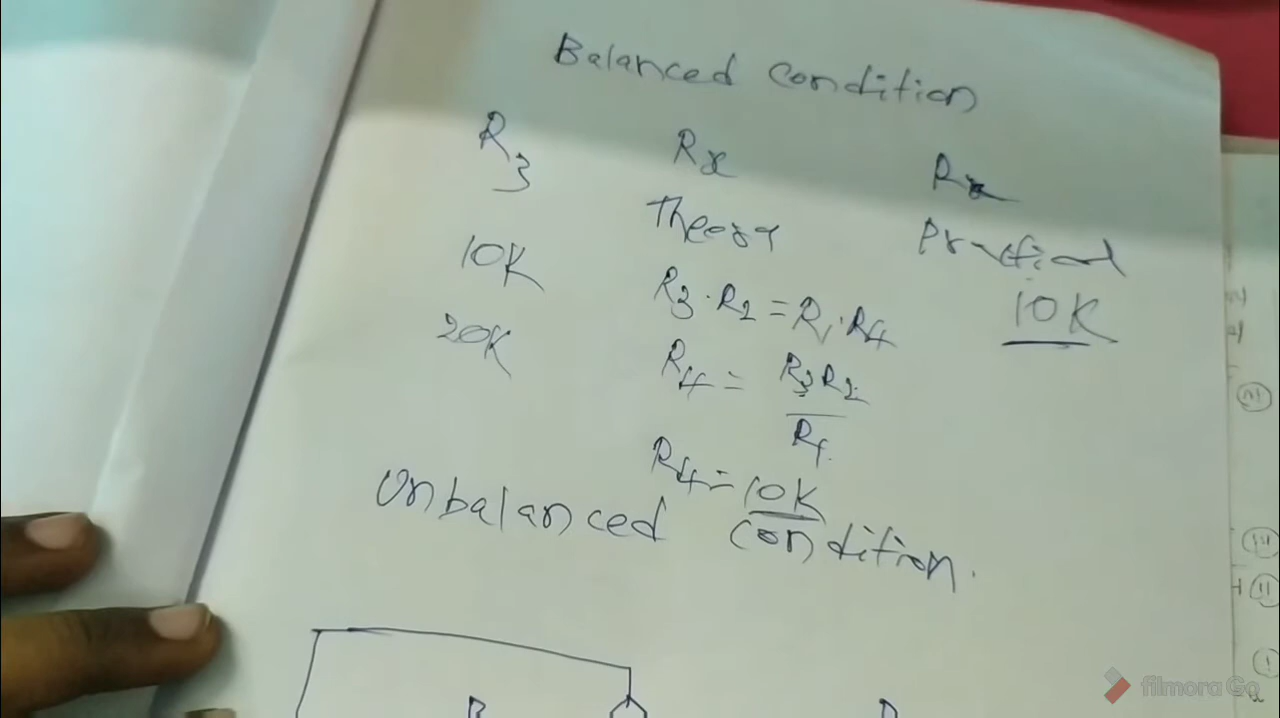 Balanced Condition
R3 Rx Rx
Theory Practical
10K R3·R2=R1·R4 10K
20K R4= R3R2
R1
R4=10K
Unbalanced Condition.
R R
filmora Go